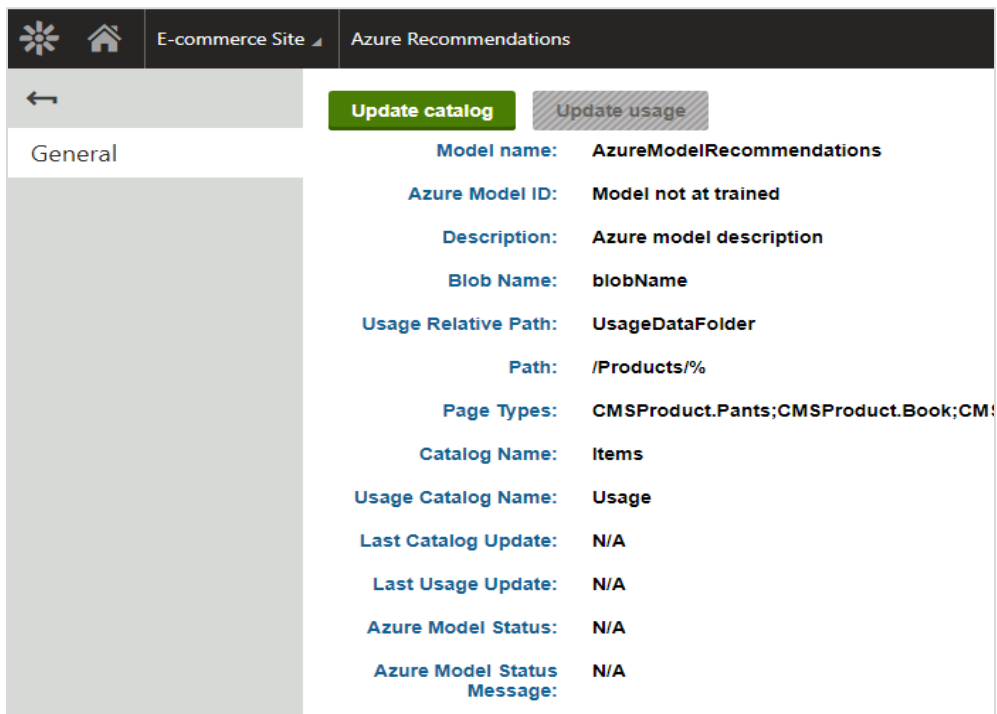 E-commerce Site Azure Recommendations
Update catalog Update usage
General
Model name: AzureModelRecommendations
Azure Model ID: Model not at trained
Description: Azure model description
Blob Name: blobName
Usage Relative Path: UsageDataFolder
Path: /Products/%
Page Types: CMSProduct.Pants;CMSProduct.Book;CMS
Catalog Name: Items
Usage Catalog Name: Usage
Last Catalog Update: N/A
Last Usage Update: N/A
Azure Model Status: N/A
Azure Model Status N/A
Message: